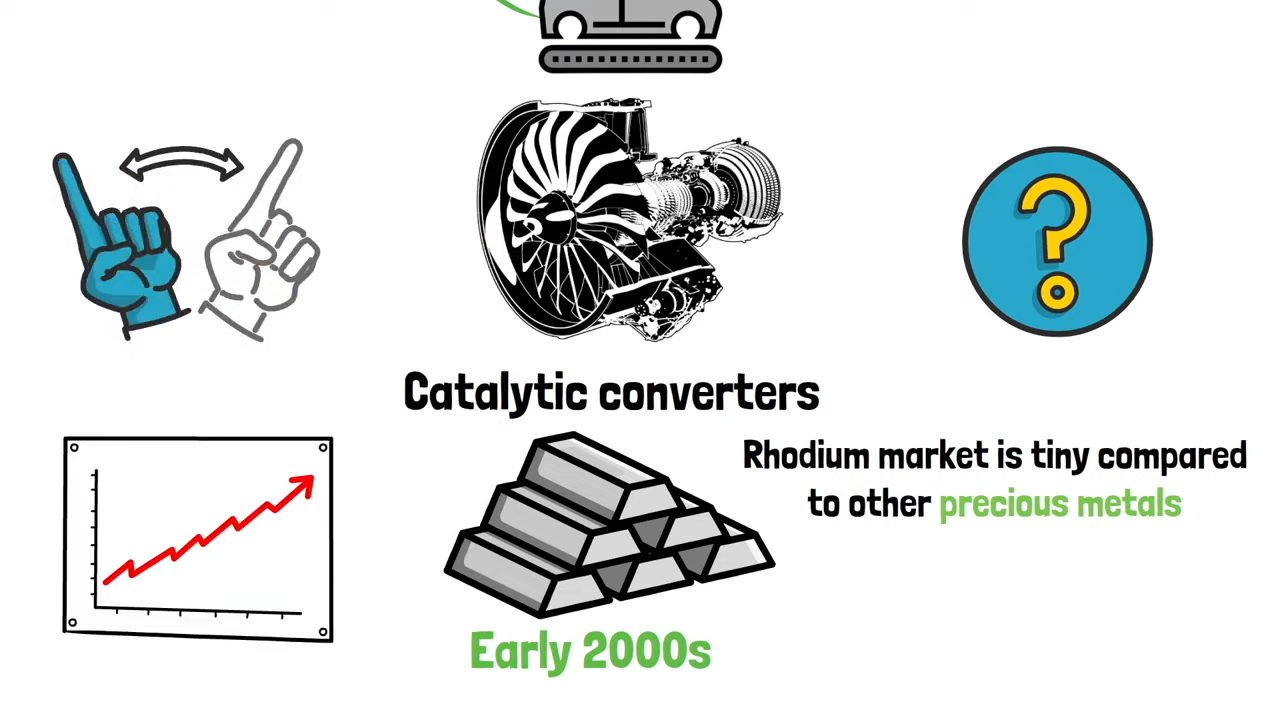 Catalytic converters
Rhodium market is tiny compared
to other precious metals
Early 2000s